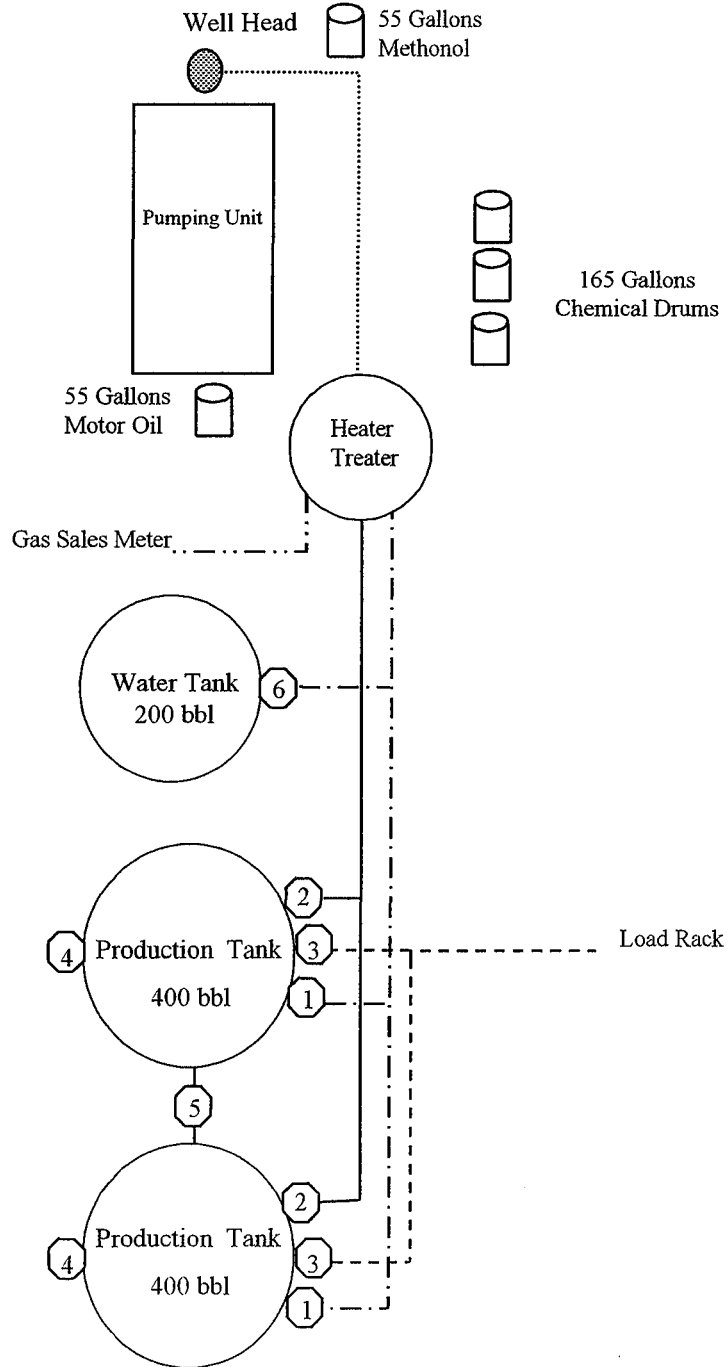 Well Head
55 Gallons
Methonol
Pumping Unit
165 Gallons
Chemical Drums
55 Gallons
Motor Oil
Heater
Treater
Gas Sales Meter
Water Tank
200 bbl
6
2
4
Production Tank
3
Load Rack
400 bbl
1
5
2
4
Production Tank
3
400 bbl
1